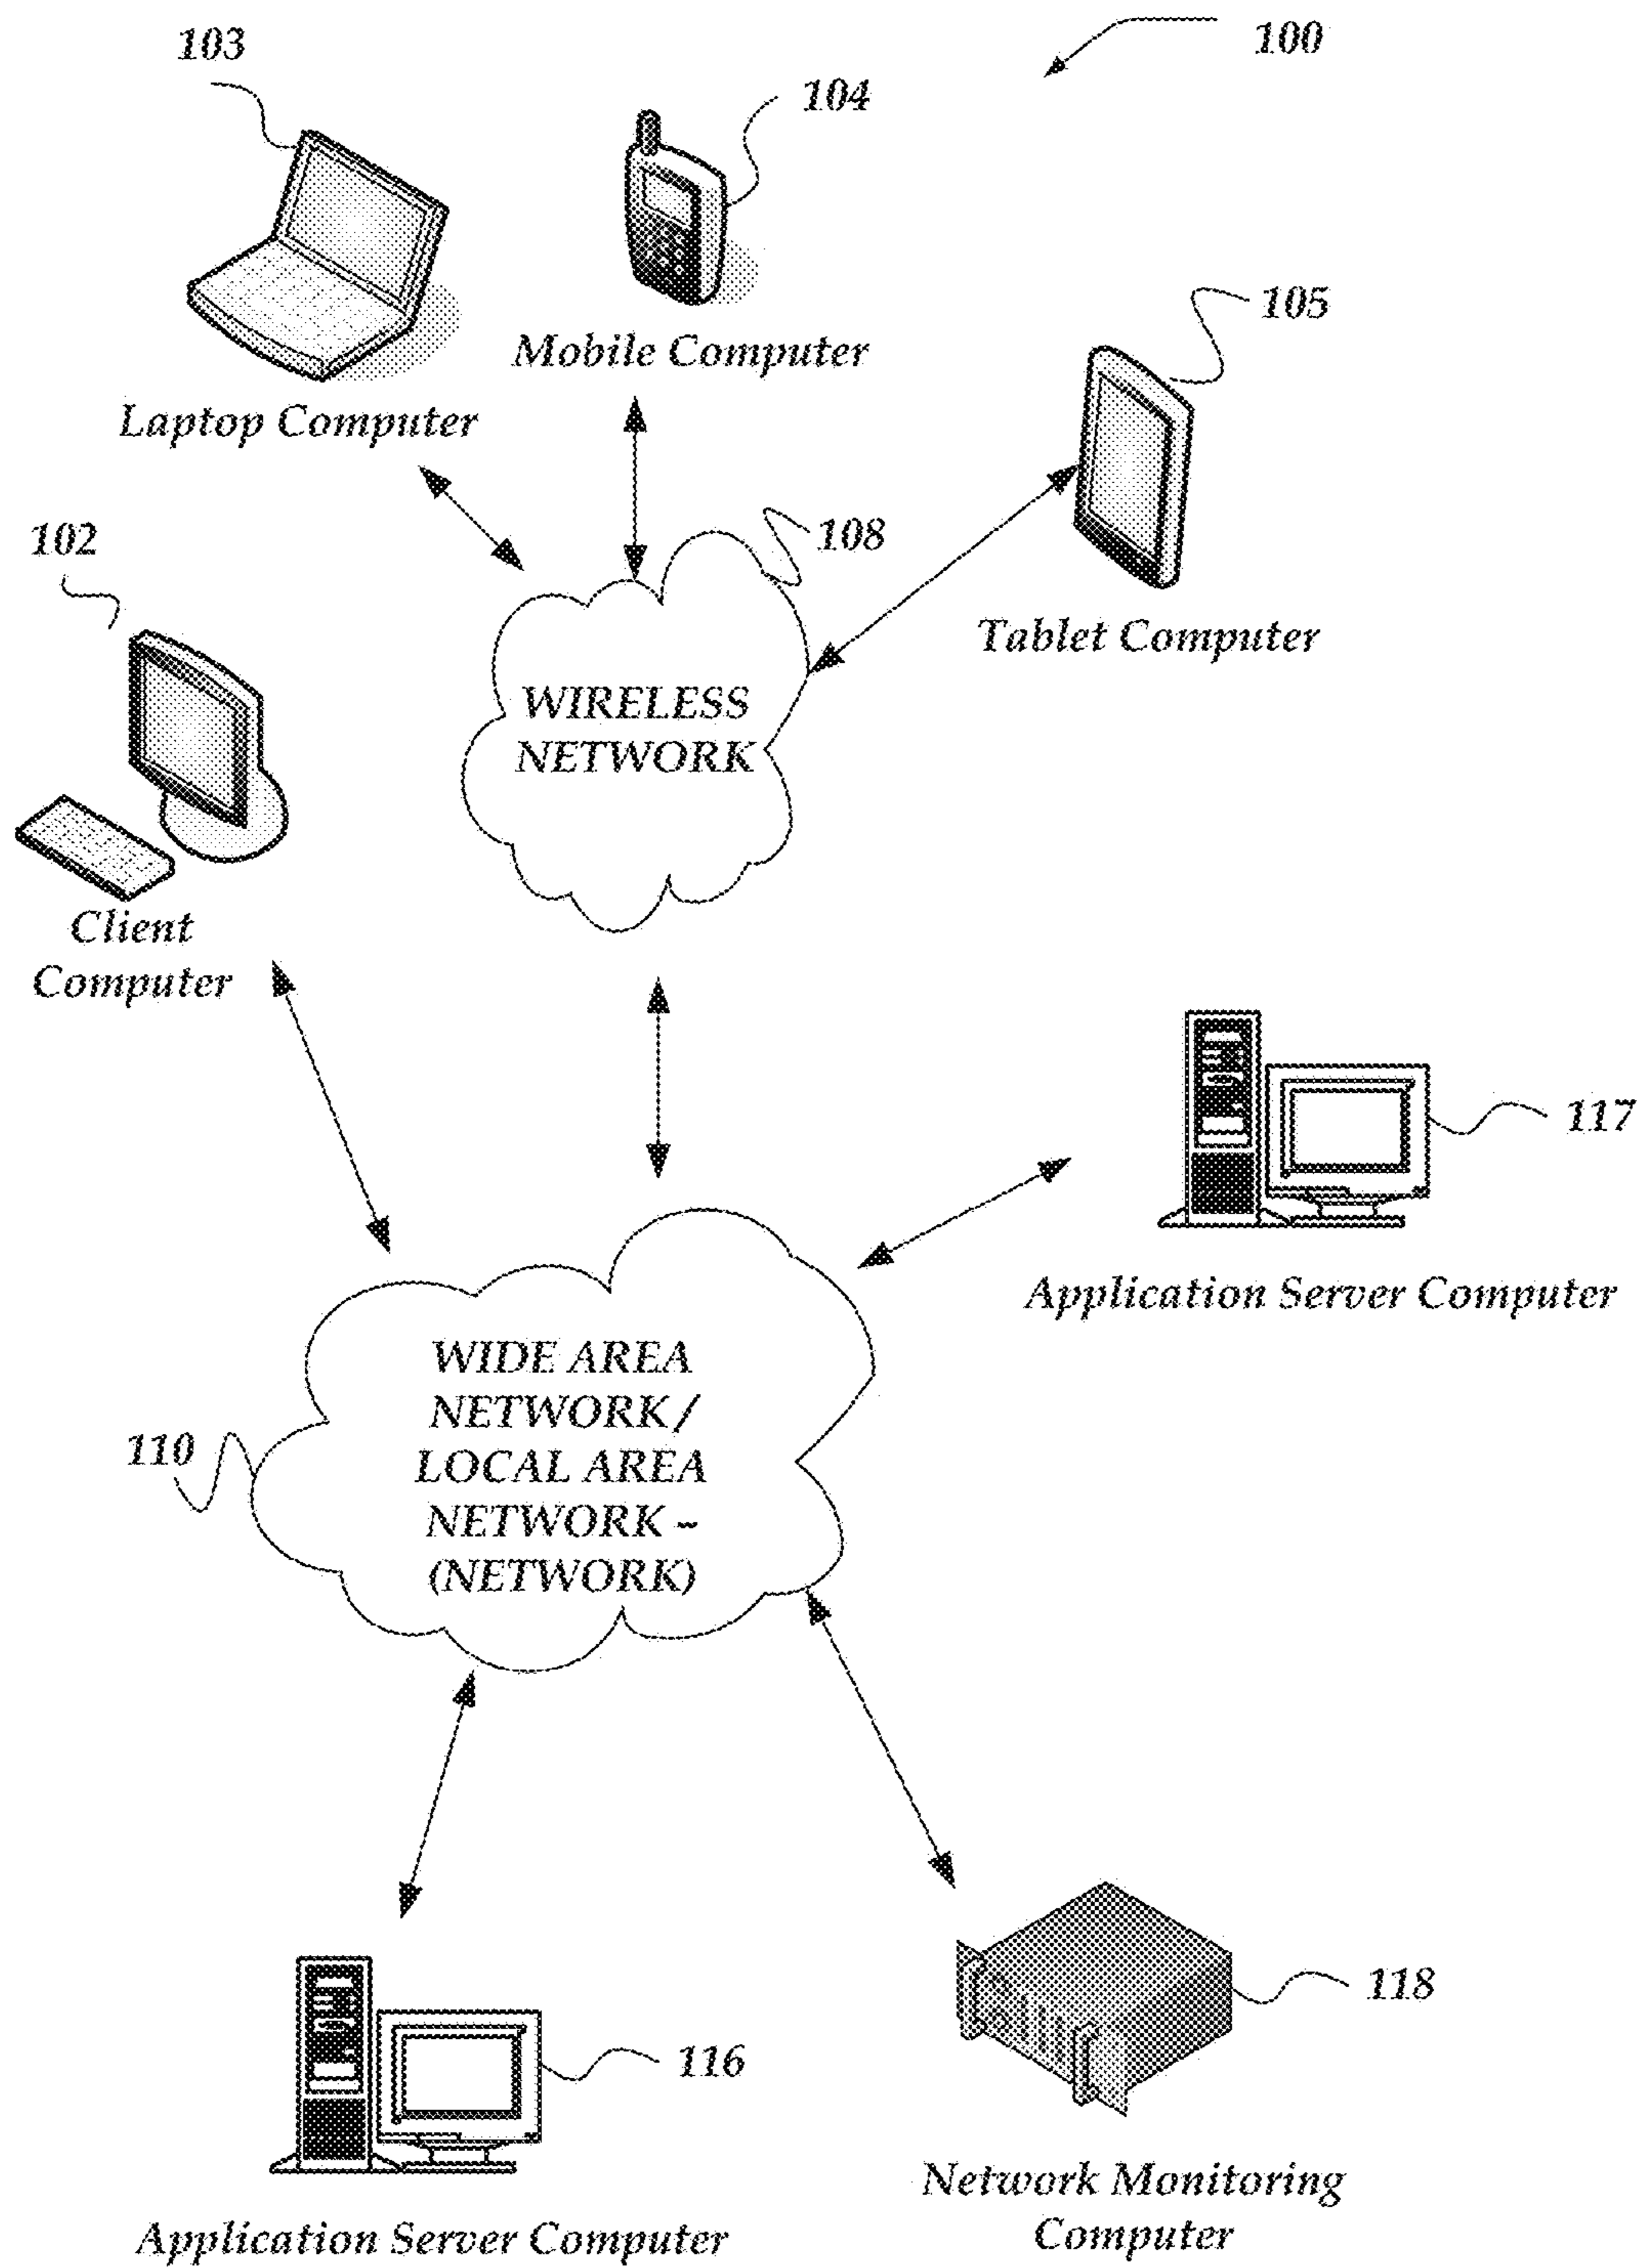 100
103
104
Mobile Computer
105
Laptop Computer
102
108
Tablet Computer
WIRELESS
NETWORK
Client
Computer
117
Application Server Computer
WIDE AREA
NETWORK /
LOCAL AREA
NETWORK –
(NETWORK)
110
118
116
Network Monitoring
Computer
Application Server Computer